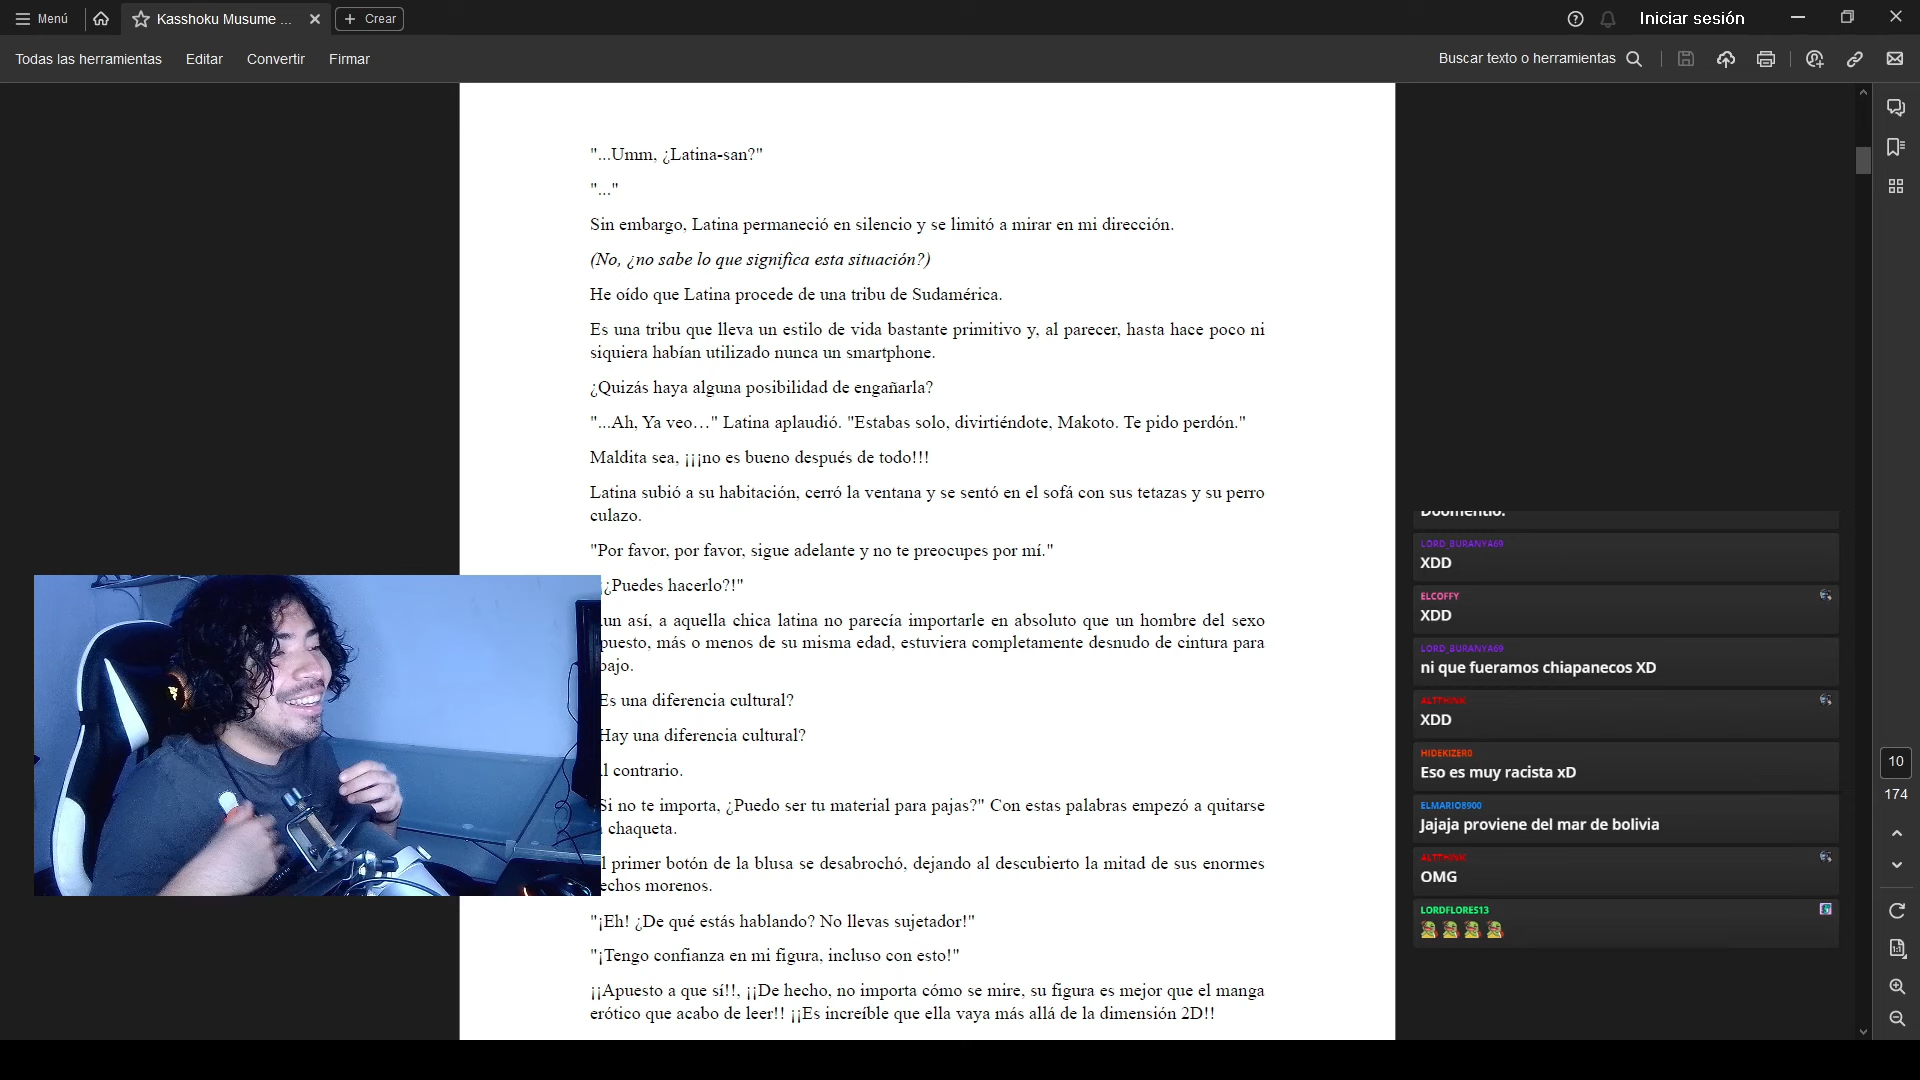 Menú
Kasshoku Musume ...
Crear
Iniciar sesión
Todas las herramientas
Editar
Convertir
Firmar
Buscar texto o herramientas
"...Umm, ¿Latina-san?"
"..."
Sin embargo, Latina permaneció en silencio y se limitó a mirar en mi dirección.
(No, ¿no sabe lo que significa esta situación?)
He oído que Latina procede de una tribu de Sudamérica.
Es una tribu que lleva un estilo de vida bastante primitivo y, al parecer, hasta hace poco ni
siquiera habían utilizado nunca un smartphone.
¿Quizás haya alguna posibilidad de engañarla?
"...Ah, Ya veo…" Latina aplaudió. "Estabas solo, divirtiéndote, Makoto. Te pido perdón."
Maldita sea, ¡¡¡no es bueno después de todo!!!
Latina subió a su habitación, cerró la ventana y se sentó en el sofá con sus tetazas y su perro
culazo.
"Por favor, por favor, sigue adelante y no te preocupes por mí."
¿Puedes hacerlo?!"
un así, a aquella chica latina no parecía importarle en absoluto que un hombre del sexo
puesto, más o menos de su misma edad, estuviera completamente desnudo de cintura para
bajo.
Es una diferencia cultural?
Hay una diferencia cultural?
l contrario.
Si no te importa, ¿Puedo ser tu material para pajas?" Con estas palabras empezó a quitarse
chaqueta.
l primer botón de la blusa se desabrochó, dejando al descubierto la mitad de sus enormes
echos morenos.
"¡Eh! ¿De qué estás hablando? No llevas sujetador!"
"¡Tengo confianza en mi figura, incluso con esto!"
¡¡Apuesto a que sí!!, ¡¡De hecho, no importa cómo se mire, su figura es mejor que el manga
erótico que acabo de leer!! ¡¡Es increíble que ella vaya más allá de la dimensión 2D!!
LORD_BURANYA69
XDD
ELCOFFY
XDD
LORD_BURANYA69
ni que fueramos chiapanecos XD
ALTTHINK
XDD
HIDEKIZERO
Eso es muy racista xD
ELMARIO8900
Jajaja proviene del mar de bolivia
ALTTHINK
OMG
LORDFLORES13
10
174